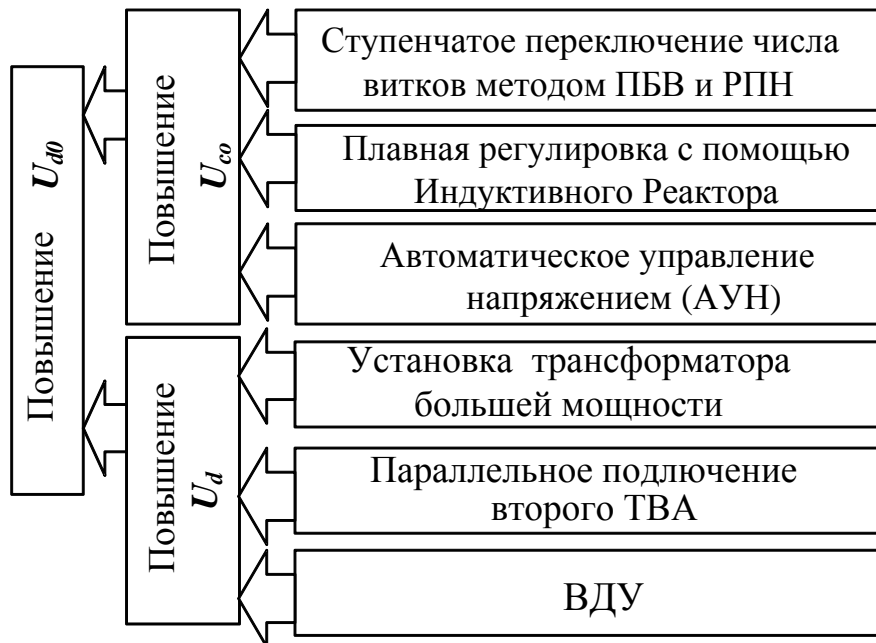 Повышение U_d0
Повышение
U_co
Ступенчатое переключение числа
витков методом ПБВ и РПН
Плавная регулировка с помощью
Индуктивного Реактора
Автоматическое управление
напряжением (АУН)
Повышение
U_d
Установка трансформатора
большей мощности
Параллельное подлючение
второго ТВА
ВДУ